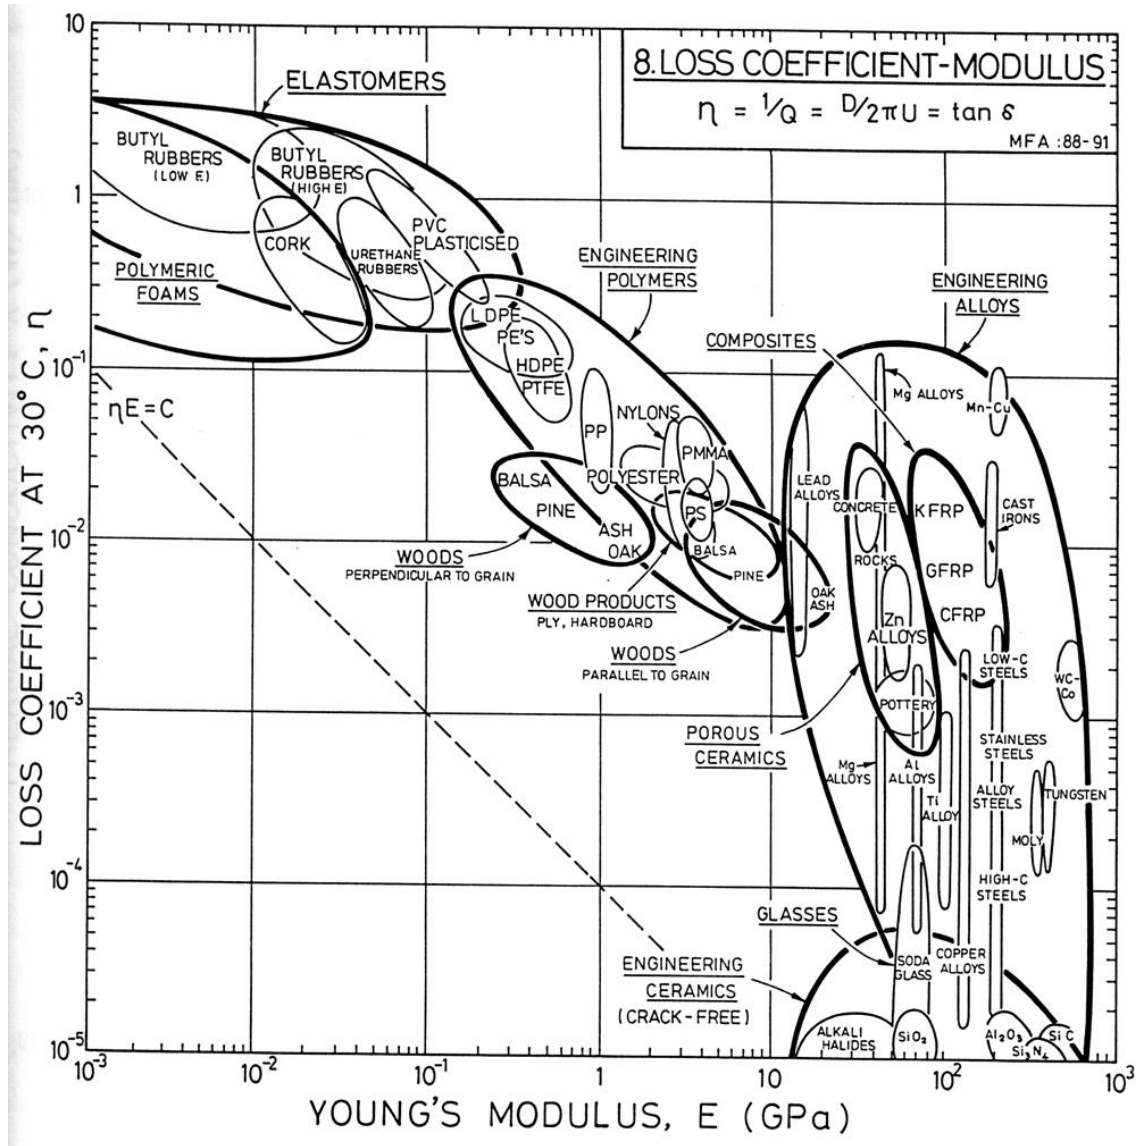 8. LOSS COEFFICIENT-MODULUS
η = 1/Q = D/2πU = tan δ
MFA :88-91
LOSS COEFFICIENT AT 30° C, η
10
1
10⁻¹
10⁻²
10⁻³
10⁻⁴
10⁻⁵
ELASTOMERS
BUTYL
RUBBERS
(LOW E)
BUTYL
RUBBERS
(HIGH E)
CORK
PVC
PLASTICISED
URETHANE
RUBBERS
POLYMERIC
FOAMS
ηE = C
ENGINEERING
POLYMERS
LDPE
PE'S
HDPE
PTFE
PP
NYLONS
PMMA
POLYESTER
PS
BALSA
PINE
ASH
OAK
WOODS
PERPENDICULAR TO GRAIN
BALSA
PINE
OAK
ASH
WOOD PRODUCTS
PLY, HARDBOARD
WOODS
PARALLEL TO GRAIN
ENGINEERING
ALLOYS
COMPOSITES
Mg ALLOYS
Mn-Cu
LEAD
ALLOYS
CONCRETE
KFRP
CAST
IRONS
ROCKS
GFRP
CFRP
Zn
ALLOYS
LOW-C
STEELS
WC-
Co
POTTERY
POROUS
CERAMICS
Mg
ALLOYS
Al
ALLOYS
Ti
ALLOY
STAINLESS
STEELS
ALLOY
STEELS
TUNGSTEN
MOLY
HIGH-C
STEELS
GLASSES
SODA
GLASS
COPPER
ALLOYS
ENGINEERING
CERAMICS
(CRACK-FREE)
ALKALI
HALIDES
SiO₂
Al₂O₃
SiC
Si₃N₄
10⁻³
10⁻²
10⁻¹
1
10
10²
10³
YOUNG'S MODULUS, E (GPa)